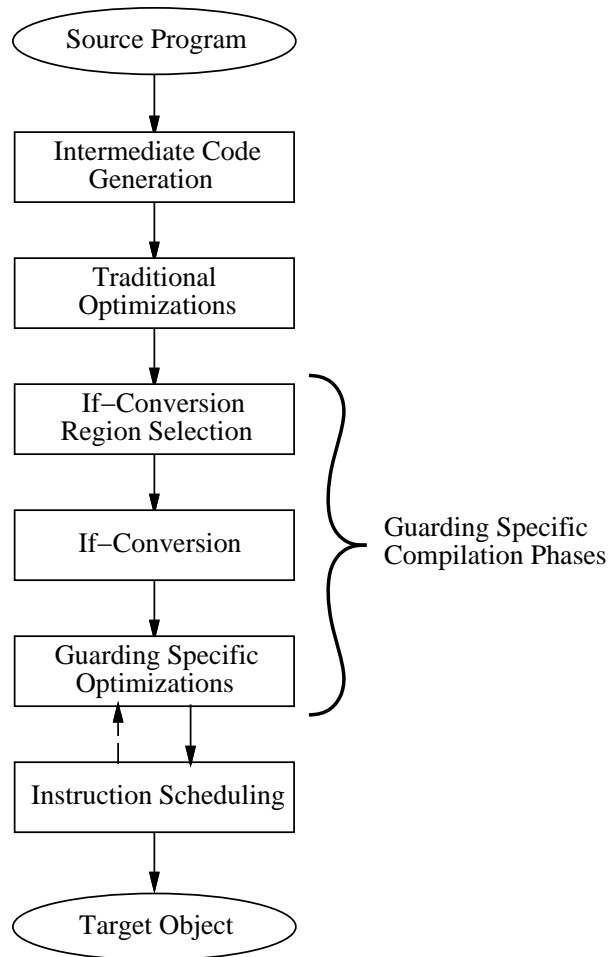 Source Program
Intermediate Code
Generation
Traditional
Optimizations
If−Conversion
Region Selection
If−Conversion
Guarding Specific
Compilation Phases
Guarding Specific
Optimizations
Instruction Scheduling
Target Object